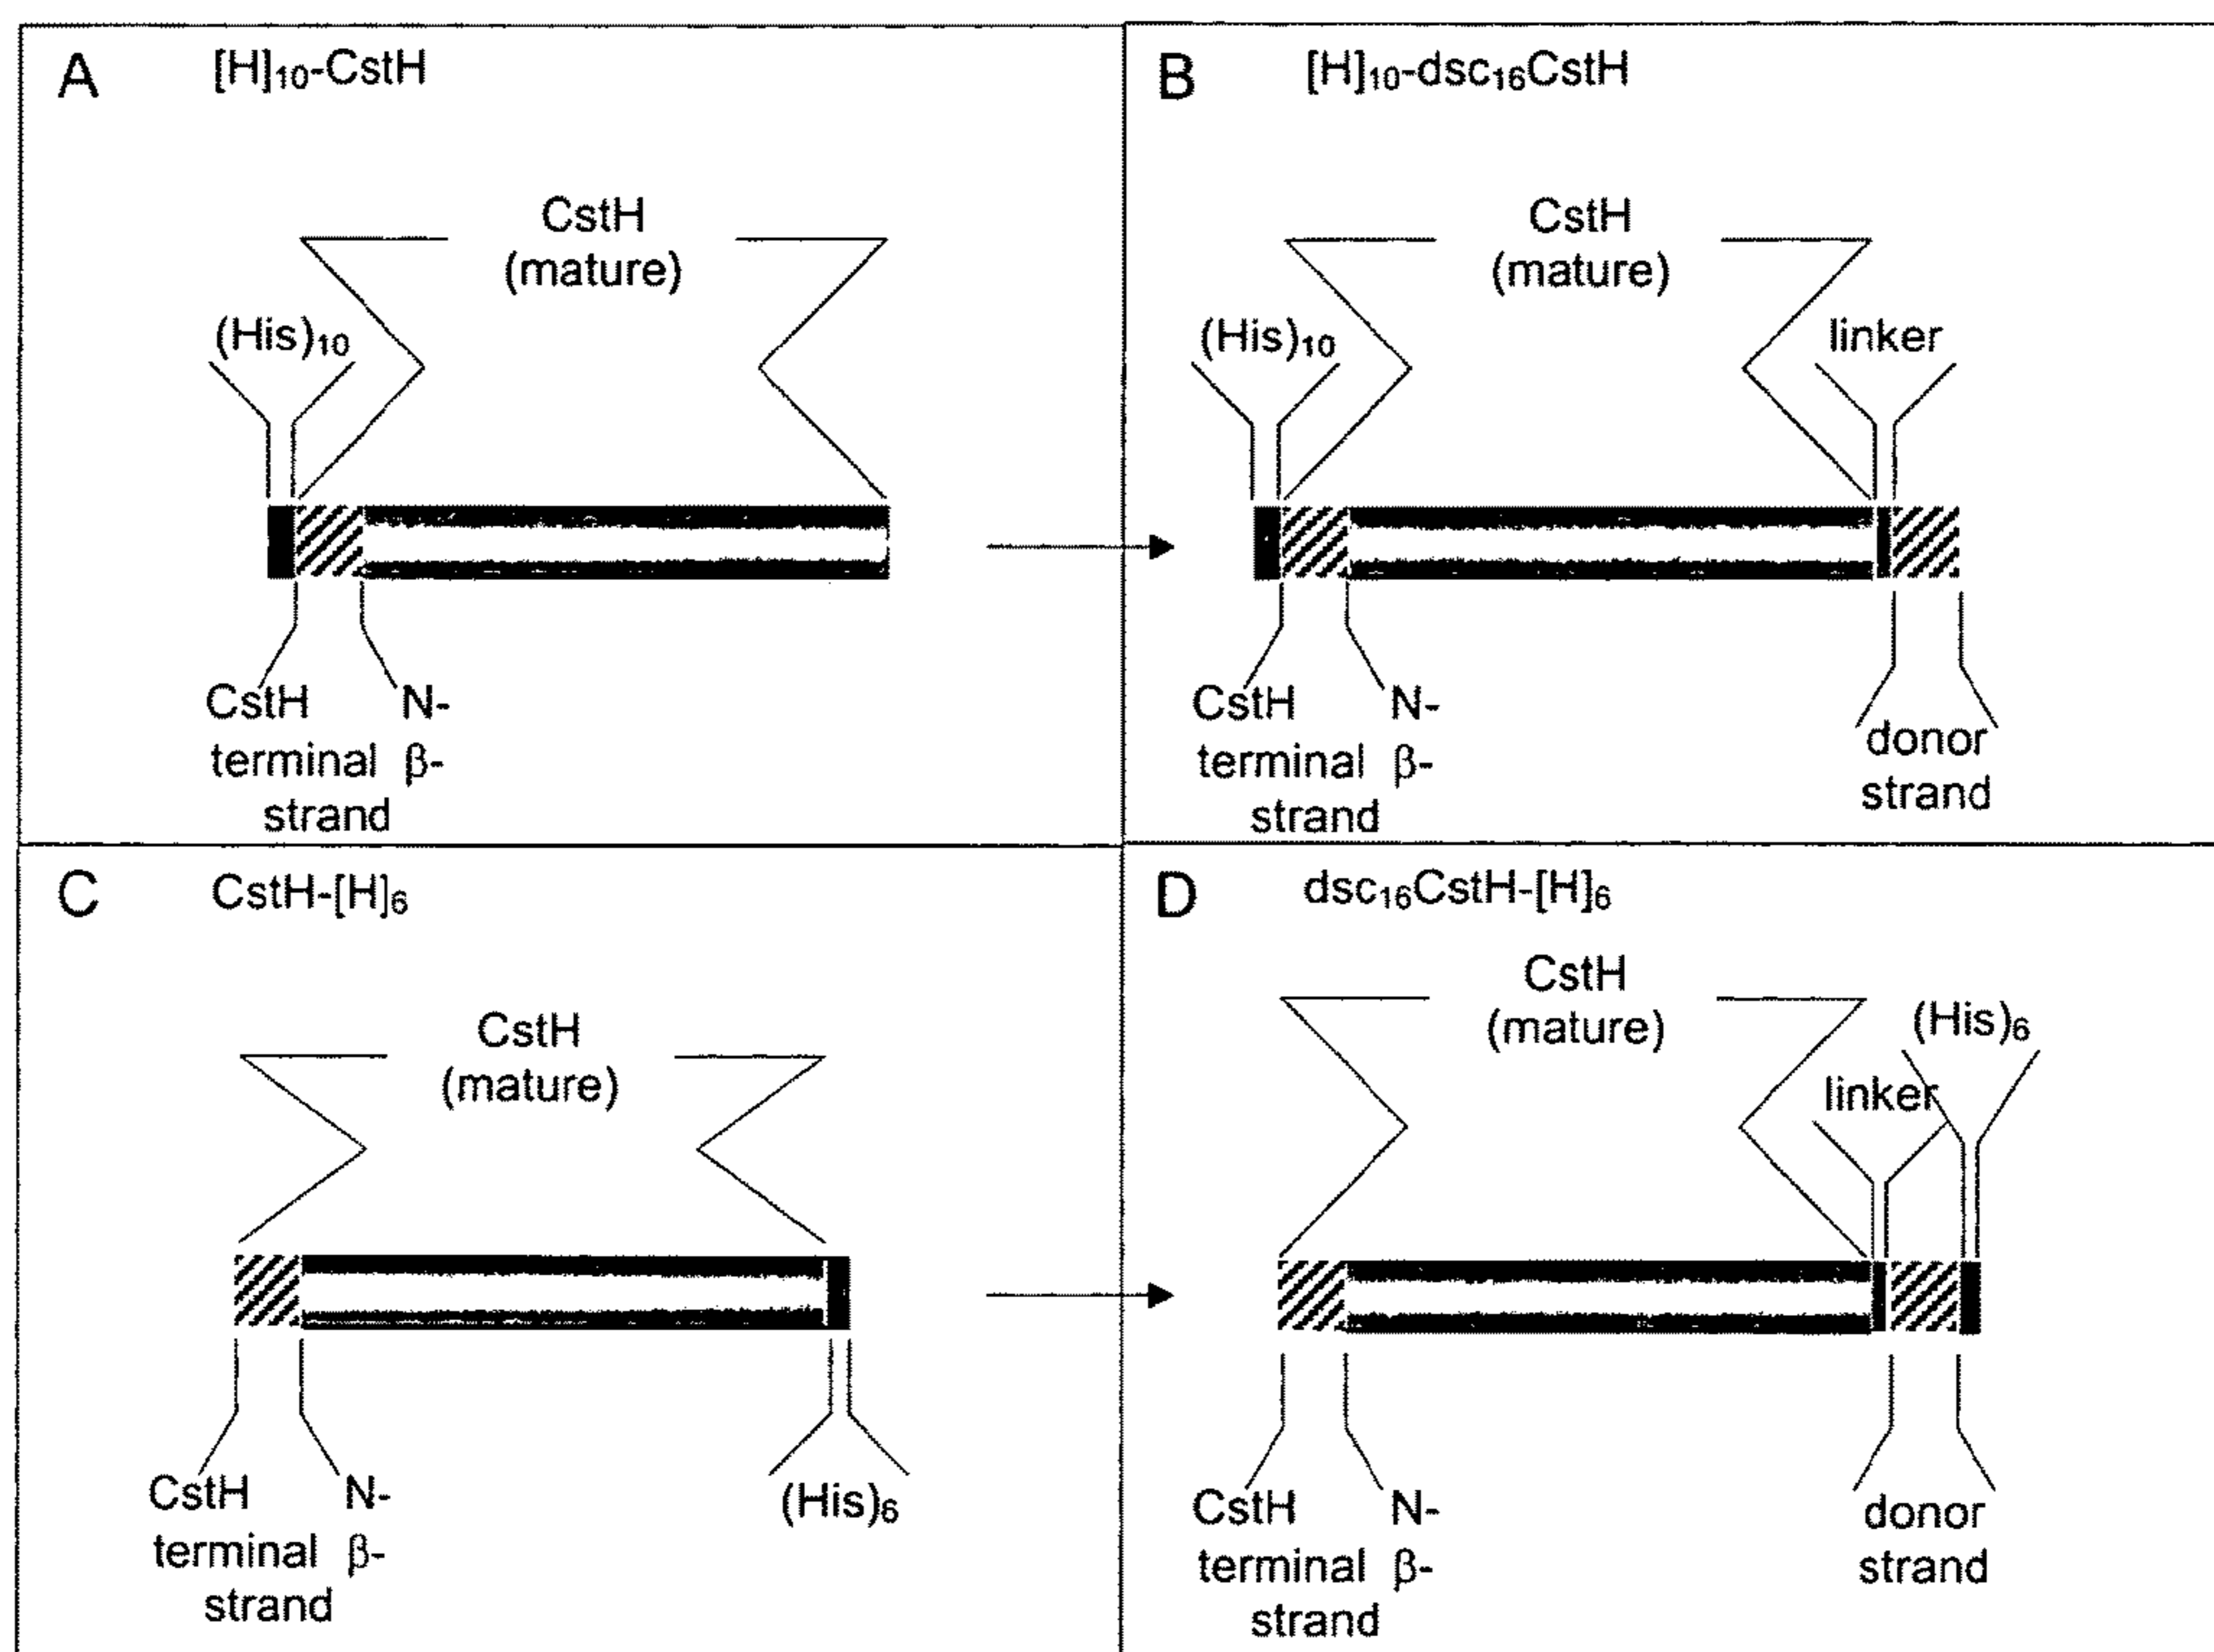 A [H]₁₀-CstH
CstH
(mature)
(His)₁₀
CstH N-
terminal β-
strand
B [H]₁₀-dsc₁₆CstH
CstH
(mature)
(His)₁₀
linker
CstH N-
terminal β-
strand
donor
strand
C CstH-[H]₆
CstH
(mature)
CstH N-
terminal β-
strand
(His)₆
D dsc₁₆CstH-[H]₆
CstH
(mature)
(His)₆
linker
CstH N-
terminal β-
strand
donor
strand